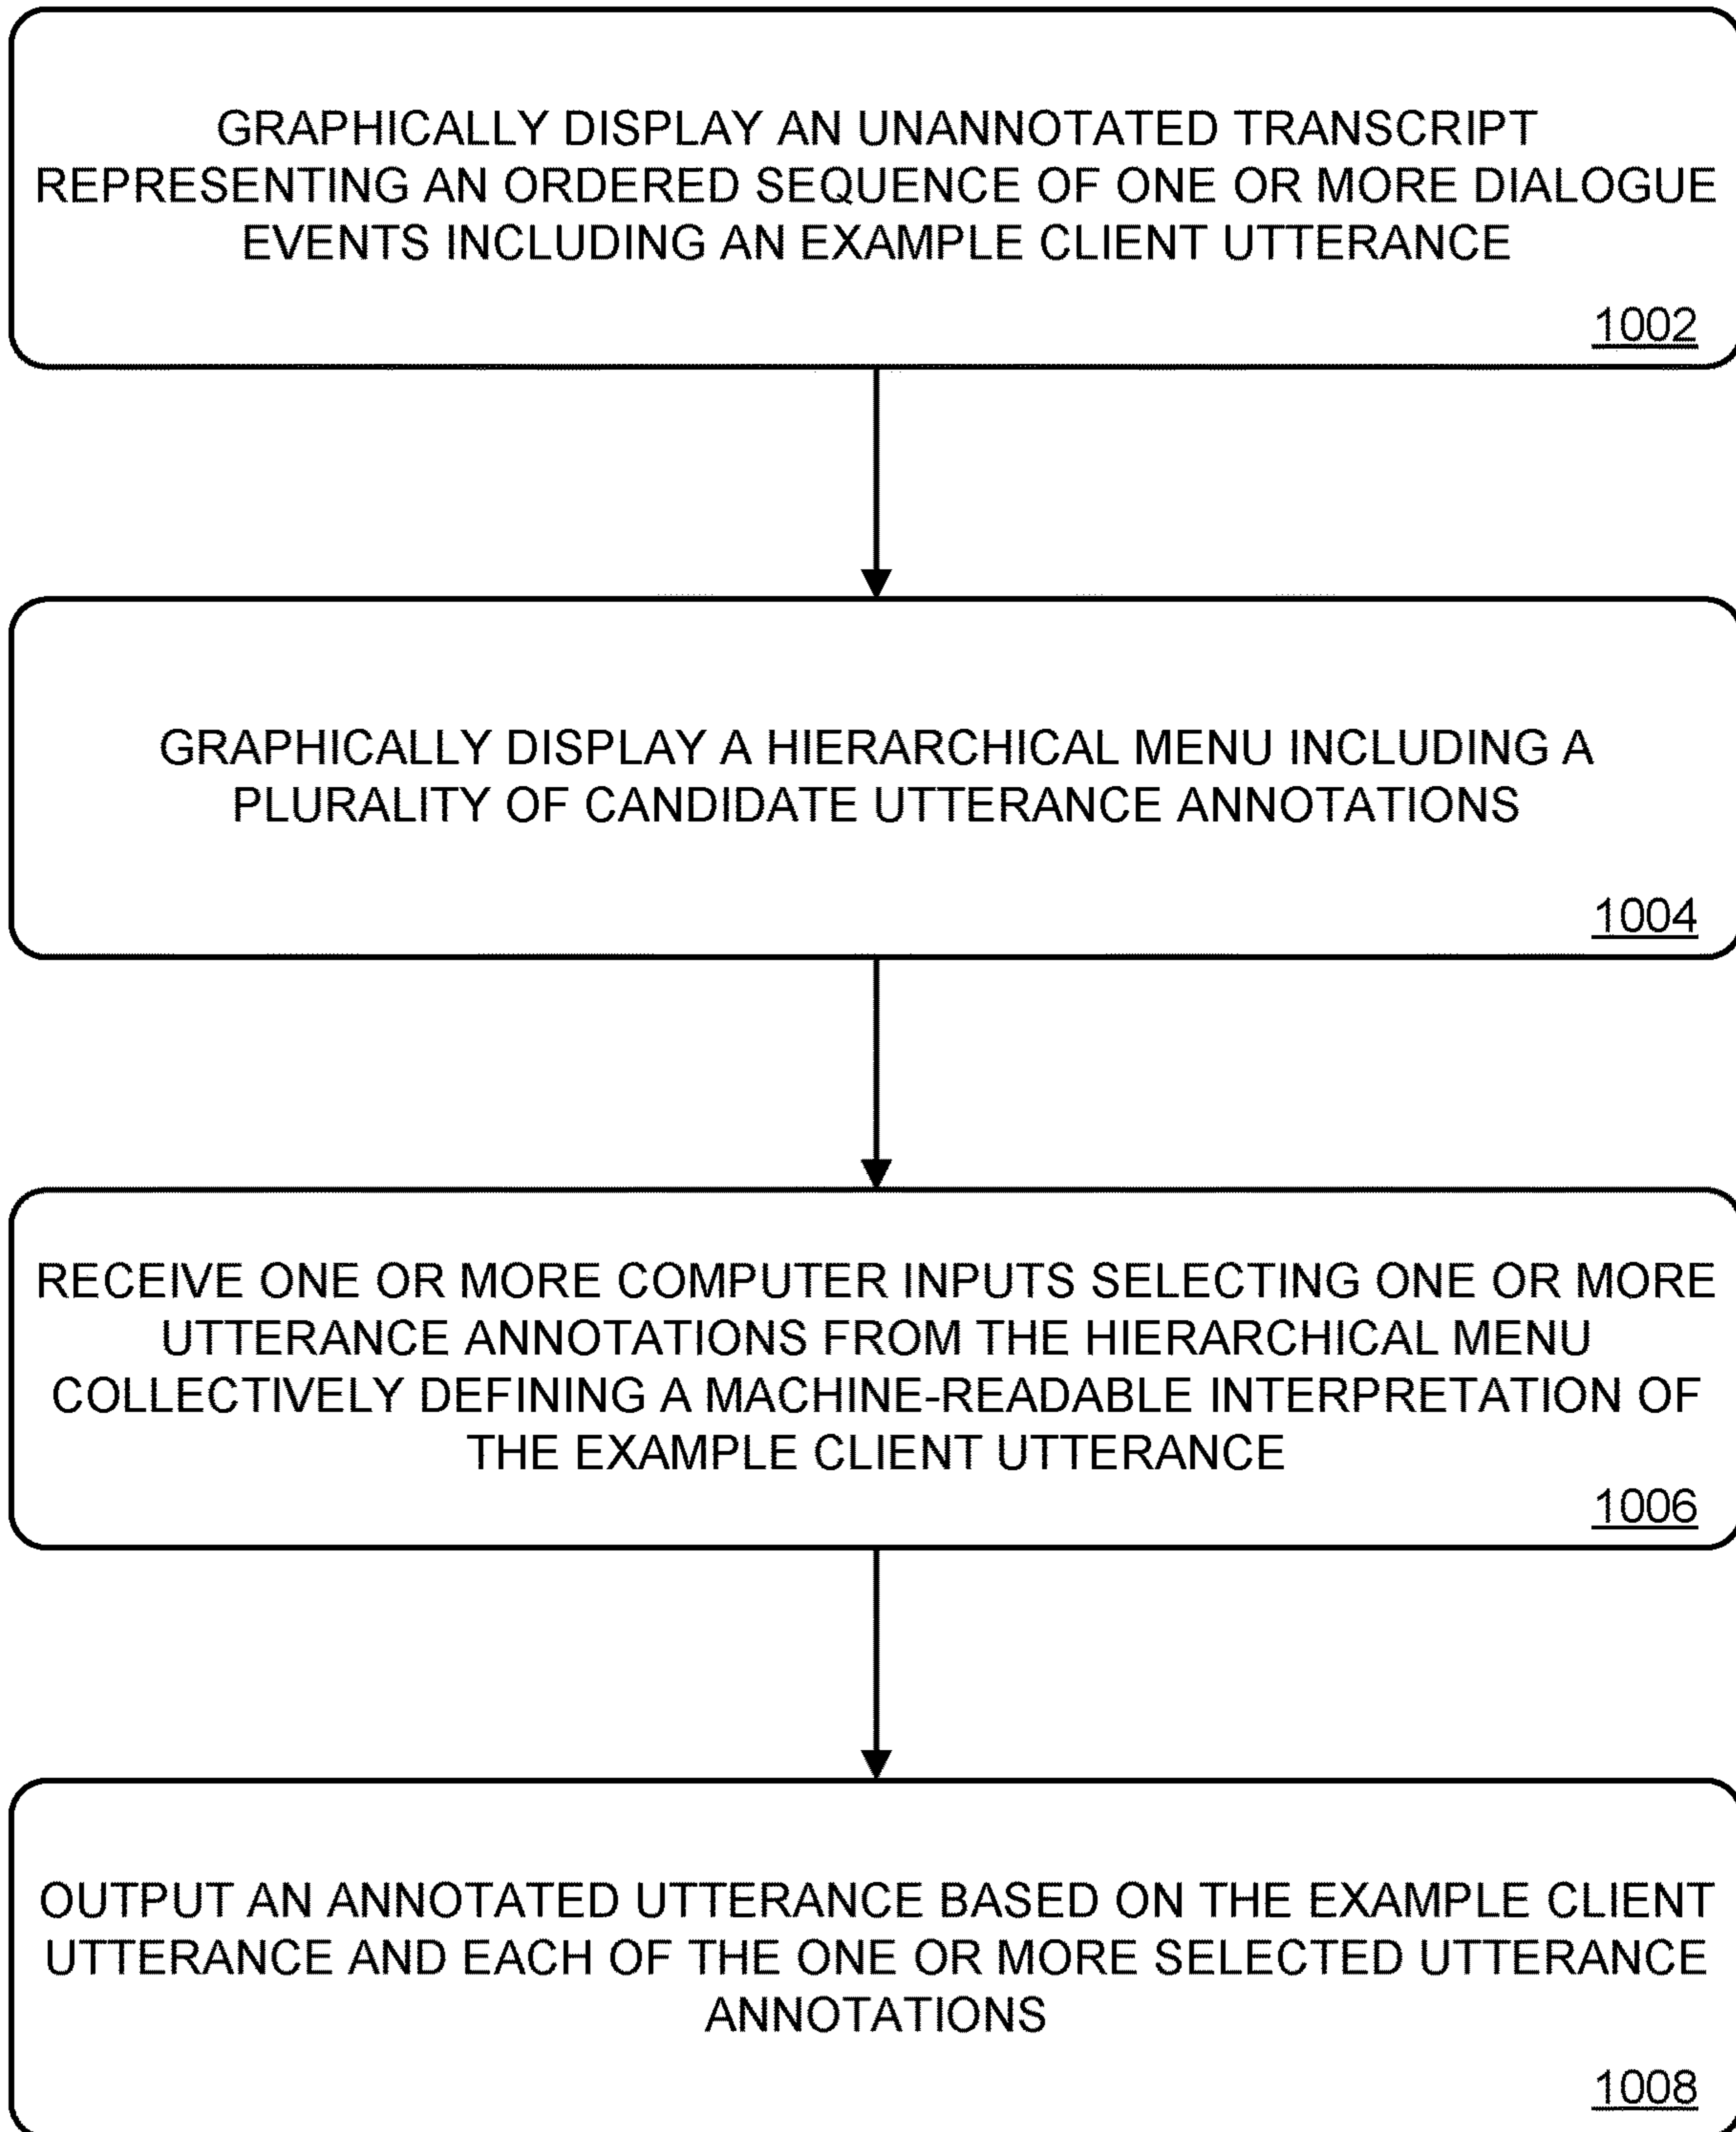 GRAPHICALLY DISPLAY AN UNANNOTATED TRANSCRIPT
REPRESENTING AN ORDERED SEQUENCE OF ONE OR MORE DIALOGUE
EVENTS INCLUDING AN EXAMPLE CLIENT UTTERANCE
1002
GRAPHICALLY DISPLAY A HIERARCHICAL MENU INCLUDING A
PLURALITY OF CANDIDATE UTTERANCE ANNOTATIONS
1004
RECEIVE ONE OR MORE COMPUTER INPUTS SELECTING ONE OR MORE
UTTERANCE ANNOTATIONS FROM THE HIERARCHICAL MENU
COLLECTIVELY DEFINING A MACHINE-READABLE INTERPRETATION OF
THE EXAMPLE CLIENT UTTERANCE
1006
OUTPUT AN ANNOTATED UTTERANCE BASED ON THE EXAMPLE CLIENT
UTTERANCE AND EACH OF THE ONE OR MORE SELECTED UTTERANCE
ANNOTATIONS
1008